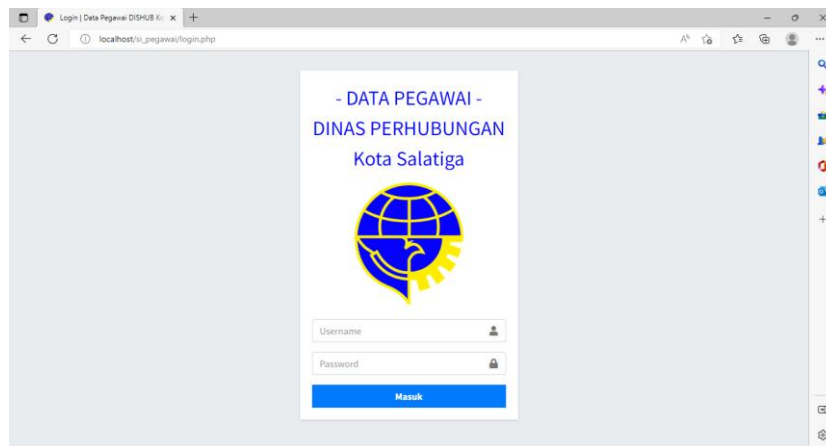 Login | Data Pegawai DISHUB Ko
localhost/si_pegawai/login.php
- DATA PEGAWAI -
DINAS PERHUBUNGAN
Kota Salatiga
Username
Password
Masuk